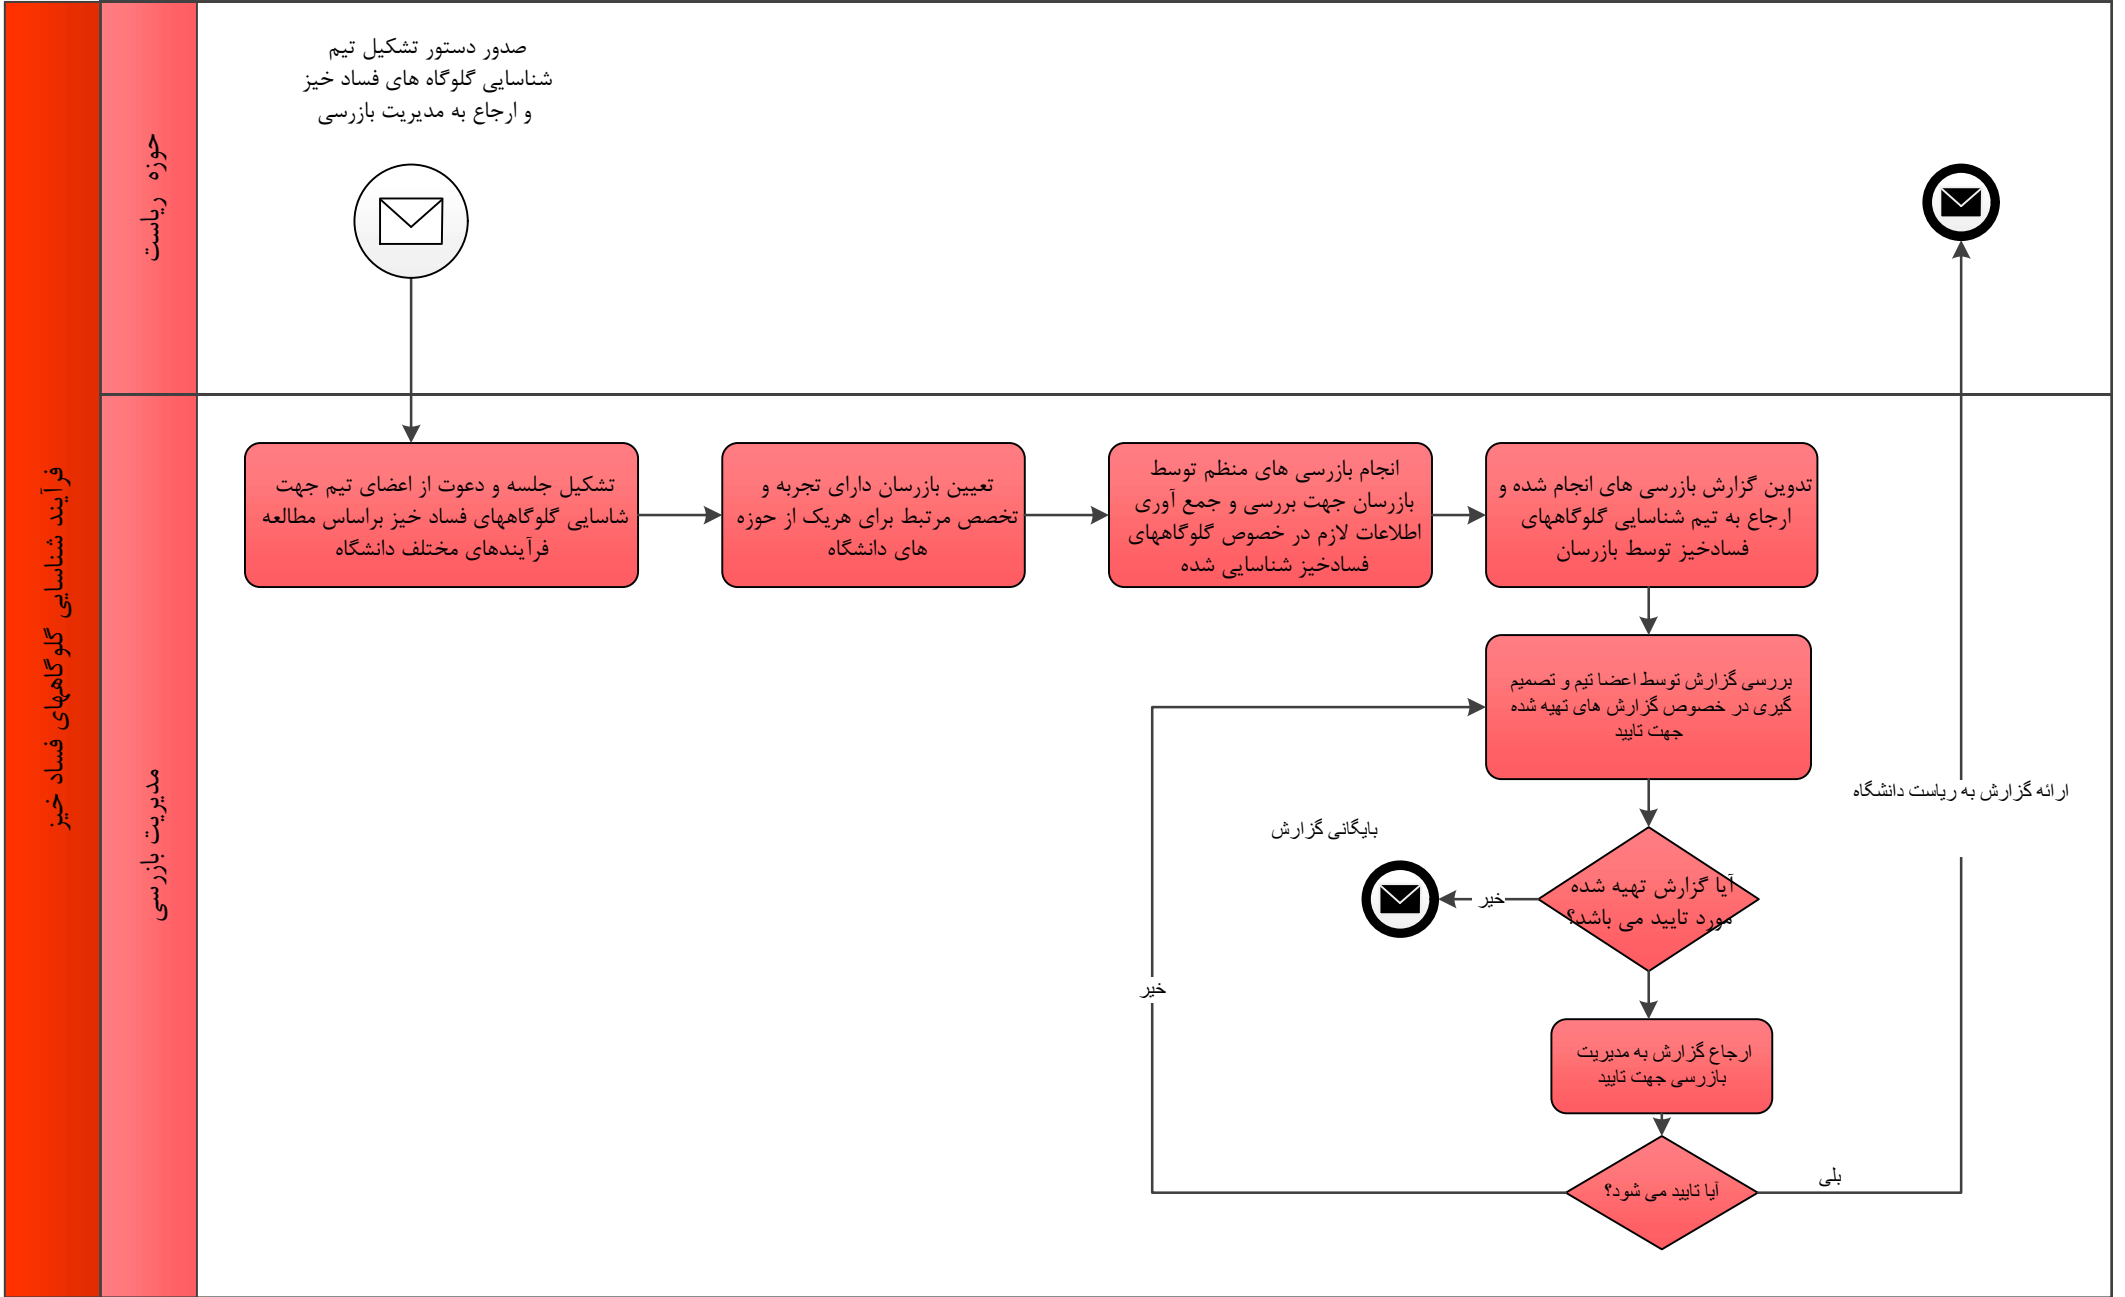 فرآیند شناسایی گلوگاههای فساد خیز
حوزه ریاست
صدور دستور تشکیل تیم
شناسایی گلوگاه های فساد خیز
و ارجاع به مدیریت بازرسی
مدیریت بازرسی
تشکیل جلسه و دعوت از اعضای تیم جهت
شاسایی گلوگاههای فساد خیز براساس مطالعه
فرآیندهای مختلف دانشگاه
تعیین بازرسان دارای تجربه و
تخصص مرتبط برای هریک از حوزه
های دانشگاه
انجام بازرسی های منظم توسط
بازرسان جهت بررسی و جمع آوری
اطلاعات لازم در خصوص گلوگاههای
فسادخیز شناسایی شده
تدوین گزارش بازرسی های انجام شده و
ارجاع به تیم شناسایی گلوگاههای
فسادخیز توسط بازرسان
بررسی گزارش توسط اعضا تیم و تصمیم
گیری در خصوص گزارش های تهیه شده
جهت تایید
آیا گزارش تهیه شده
مورد تایید می باشد؟
خیر
بایگانی گزارش
ارجاع گزارش به مدیریت
بازرسی جهت تایید
آیا تایید می شود؟
خیر
بلی
ارائه گزارش به ریاست دانشگاه